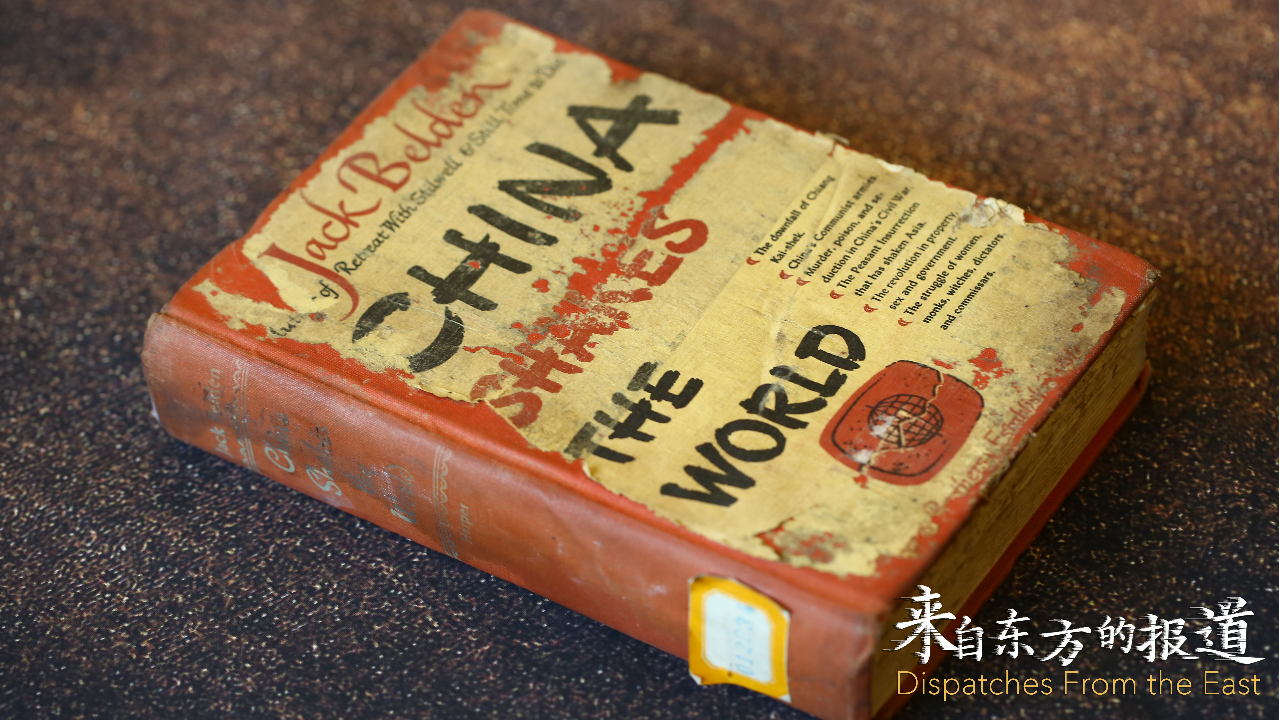 Jack Belden
of Retreat With Stilwell & Still Time to Die
CHINA
SHAKES
THE
WORLD
The downfall of Chiang
Kai-shek.
China's Communist armies.
Murder, poison, and se-
duction in China's Civil War.
The Peasant Insurrection
that has shaken Asia.
The revolution in property,
sex and government.
The struggle of women,
monks, witches, dictators,
and commissars.
Jack Belden
China
Shakes
Harper
来自东方的报道
Dispatches From the East